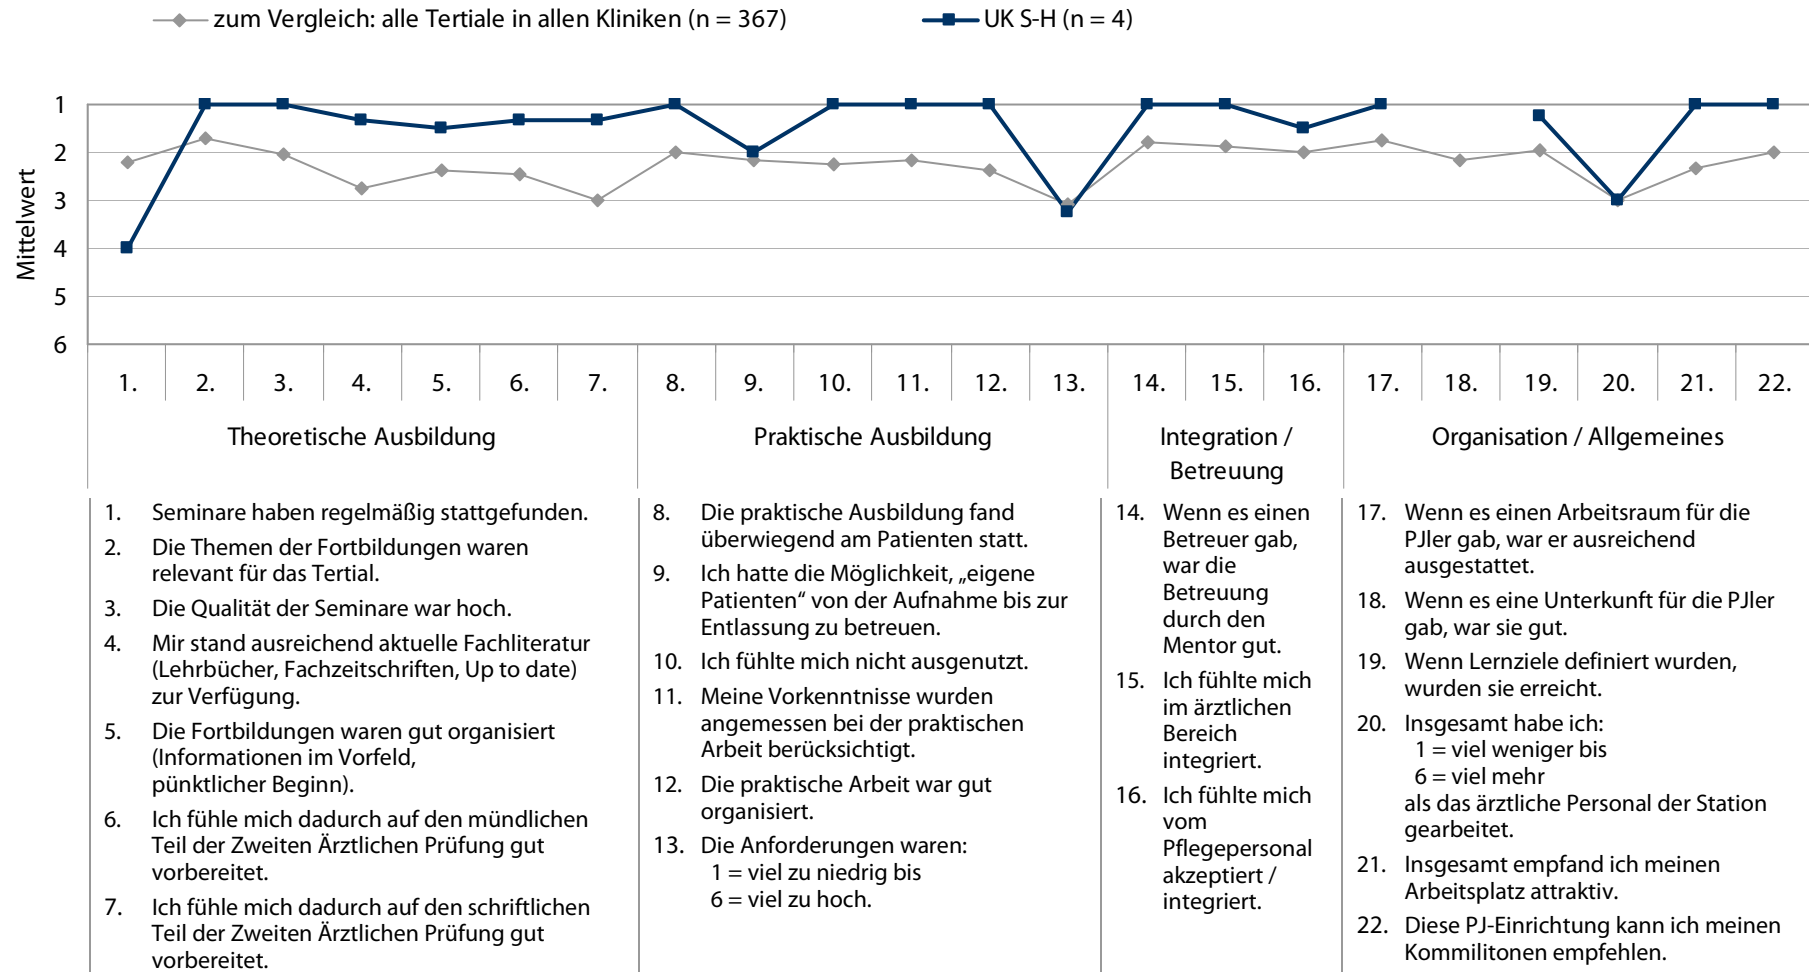 zum Vergleich: alle Tertiale in allen Kliniken (n = 367)
UK S-H (n = 4)
Mittelwert
1
2
3
4
5
6
1. 2. 3. 4. 5. 6. 7. 8. 9. 10. 11. 12. 13. 14. 15. 16. 17. 18. 19. 20. 21. 22.
Theoretische Ausbildung
Praktische Ausbildung
Integration /
Betreuung
Organisation / Allgemeines
1. Seminare haben regelmäßig stattgefunden.
2. Die Themen der Fortbildungen waren
relevant für das Tertial.
3. Die Qualität der Seminare war hoch.
4. Mir stand ausreichend aktuelle Fachliteratur
(Lehrbücher, Fachzeitschriften, Up to date)
zur Verfügung.
5. Die Fortbildungen waren gut organisiert
(Informationen im Vorfeld,
pünktlicher Beginn).
6. Ich fühle mich dadurch auf den mündlichen
Teil der Zweiten Ärztlichen Prüfung gut
vorbereitet.
7. Ich fühle mich dadurch auf den schriftlichen
Teil der Zweiten Ärztlichen Prüfung gut
vorbereitet.
8. Die praktische Ausbildung fand
überwiegend am Patienten statt.
9. Ich hatte die Möglichkeit, „eigene
Patienten“ von der Aufnahme bis zur
Entlassung zu betreuen.
10. Ich fühlte mich nicht ausgenutzt.
11. Meine Vorkenntnisse wurden
angemessen bei der praktischen
Arbeit berücksichtigt.
12. Die praktische Arbeit war gut
organisiert.
13. Die Anforderungen waren:
1 = viel zu niedrig bis
6 = viel zu hoch.
14. Wenn es einen
Betreuer gab,
war die
Betreuung
durch den
Mentor gut.
15. Ich fühlte mich
im ärztlichen
Bereich
integriert.
16. Ich fühlte mich
vom
Pflegepersonal
akzeptiert /
integriert.
17. Wenn es einen Arbeitsraum für die
PJler gab, war er ausreichend
ausgestattet.
18. Wenn es eine Unterkunft für die PJler
gab, war sie gut.
19. Wenn Lernziele definiert wurden,
wurden sie erreicht.
20. Insgesamt habe ich:
1 = viel weniger bis
6 = viel mehr
als das ärztliche Personal der Station
gearbeitet.
21. Insgesamt empfand ich meinen
Arbeitsplatz attraktiv.
22. Diese PJ-Einrichtung kann ich meinen
Kommilitonen empfehlen.